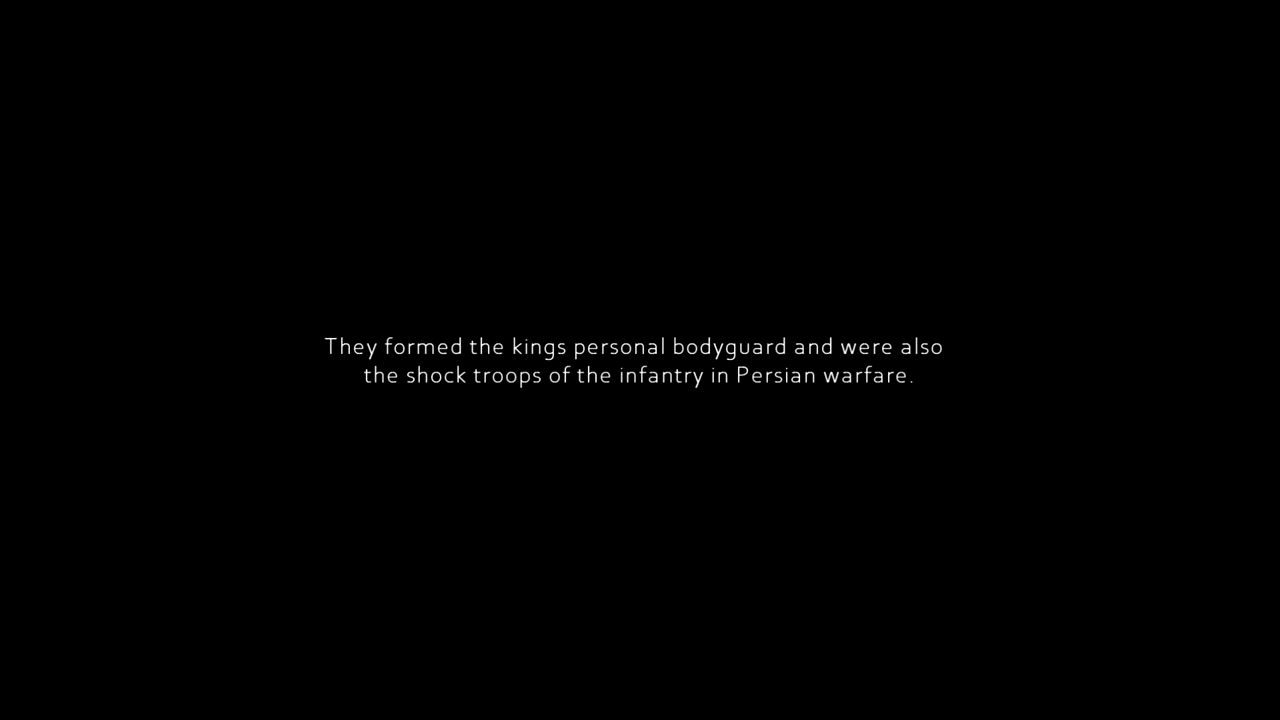 They formed the kings personal bodyguard and were also
the shock troops of the infantry in Persian warfare.